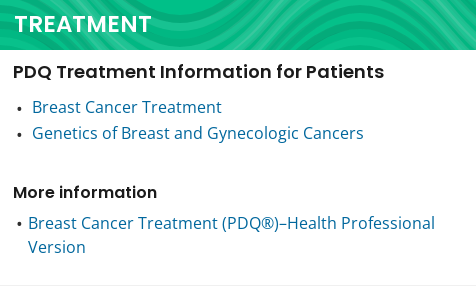 TREATMENT
PDQ Treatment Information for Patients
• Breast Cancer Treatment
• Genetics of Breast and Gynecologic Cancers
More information
• Breast Cancer Treatment (PDQ®)–Health Professional
Version